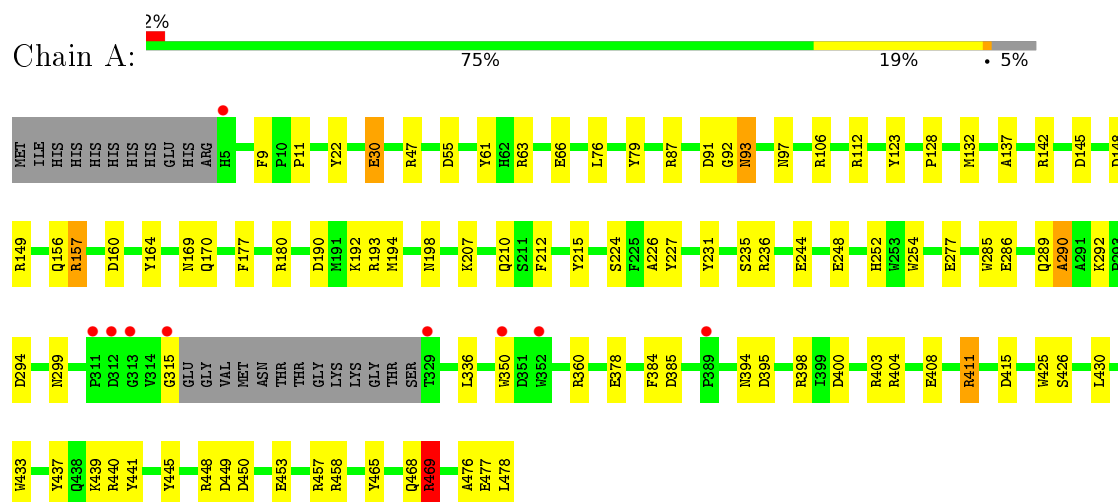 2%
Chain A:
75% 19% • 5%
MET ILE HIS HIS HIS HIS HIS HIS GLU HIS ARG H5 F9 P10 P11 Y22 E30 R47 D55 Y61 H62 R63 E66 L76 Y79 R87 D91 G92 N93 N97 R106 R112 Y123 P128 M132 A137 R142 D145 D148
R149 Q156 R157 D160 Y164 N169 Q170 F177 R180 D190 M191 K192 R193 M194 N198 K207 Q210 S211 F212 Y215 S224 F225 A226 Y227 Y231 S235 R236 E244 E248 H252 W253 W254 E277 W285 E286 Q289 A290 A291 K292 P293
D294 N299 P311 D312 G313 V314 G315 GLU GLY VAL MET ASN THR THR GLY LYS LYS GLY THR SER T329 L336 W350 D351 W352 R360 E378 F384 D385 P389 N394 D395 R398 I399 D400 R403 R404 E408 R411 D415 W425 S426 L430
W433 Y437 Q438 K439 R440 Y441 Y445 R448 D449 D450 E453 R457 R458 Y465 Q468 R469 A476 E477 L478